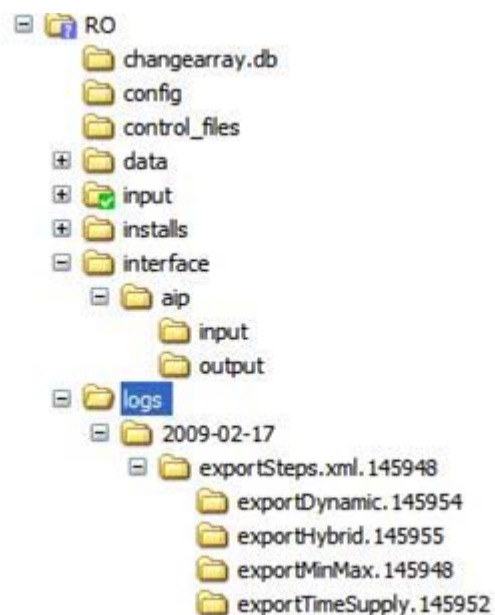 RO
changearray.db
config
control_files
data
input
installs
interface
aip
input
output
logs
2009-02-17
exportSteps.xml.145948
exportDynamic.145954
exportHybrid.145955
exportMinMax.145948
exportTimeSupply.145952